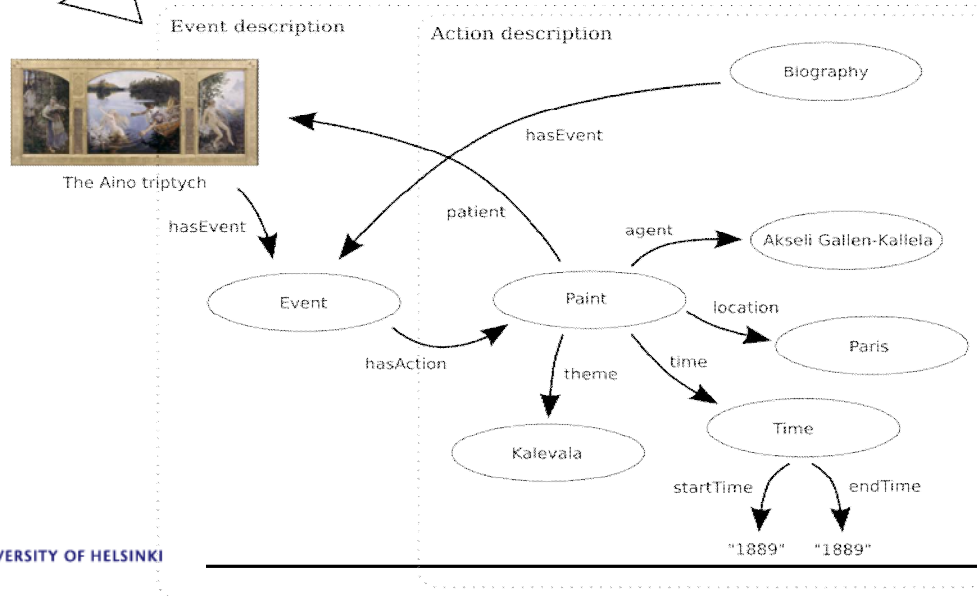 Event description
Action description
Biography
hasEvent
The Aino triptych
patient
hasEvent
agent
Akseli Gallen-Kallela
Event
Paint
location
Paris
hasAction
theme
time
Time
Kalevala
startTime
endTime
"1889"
"1889"
VERSITY OF HELSINKI